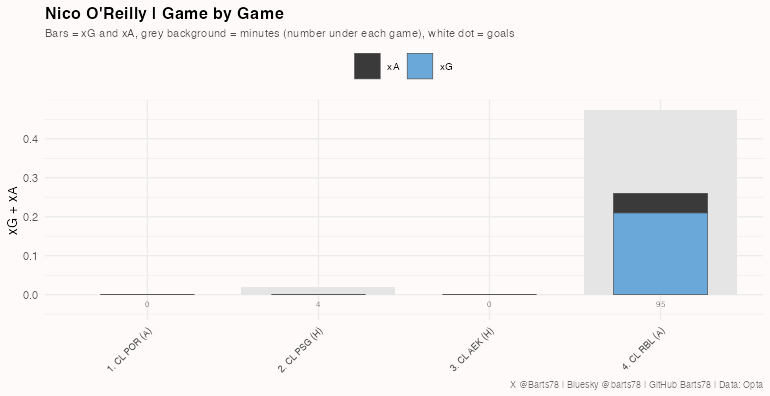 Nico O'Reilly | Game by Game
Bars = xG and xA, grey background = minutes (number under each game), white dot = goals
xA
xG
xG + xA
0.4
0.3
0.2
0.1
0.0
0
4
0
95
1. CL POR (A)
2. CL PSG (H)
3. CL AEK (H)
4. CL RBL (A)
X @Barts78 | Bluesky @barts78 | GitHub Barts78 | Data: Opta